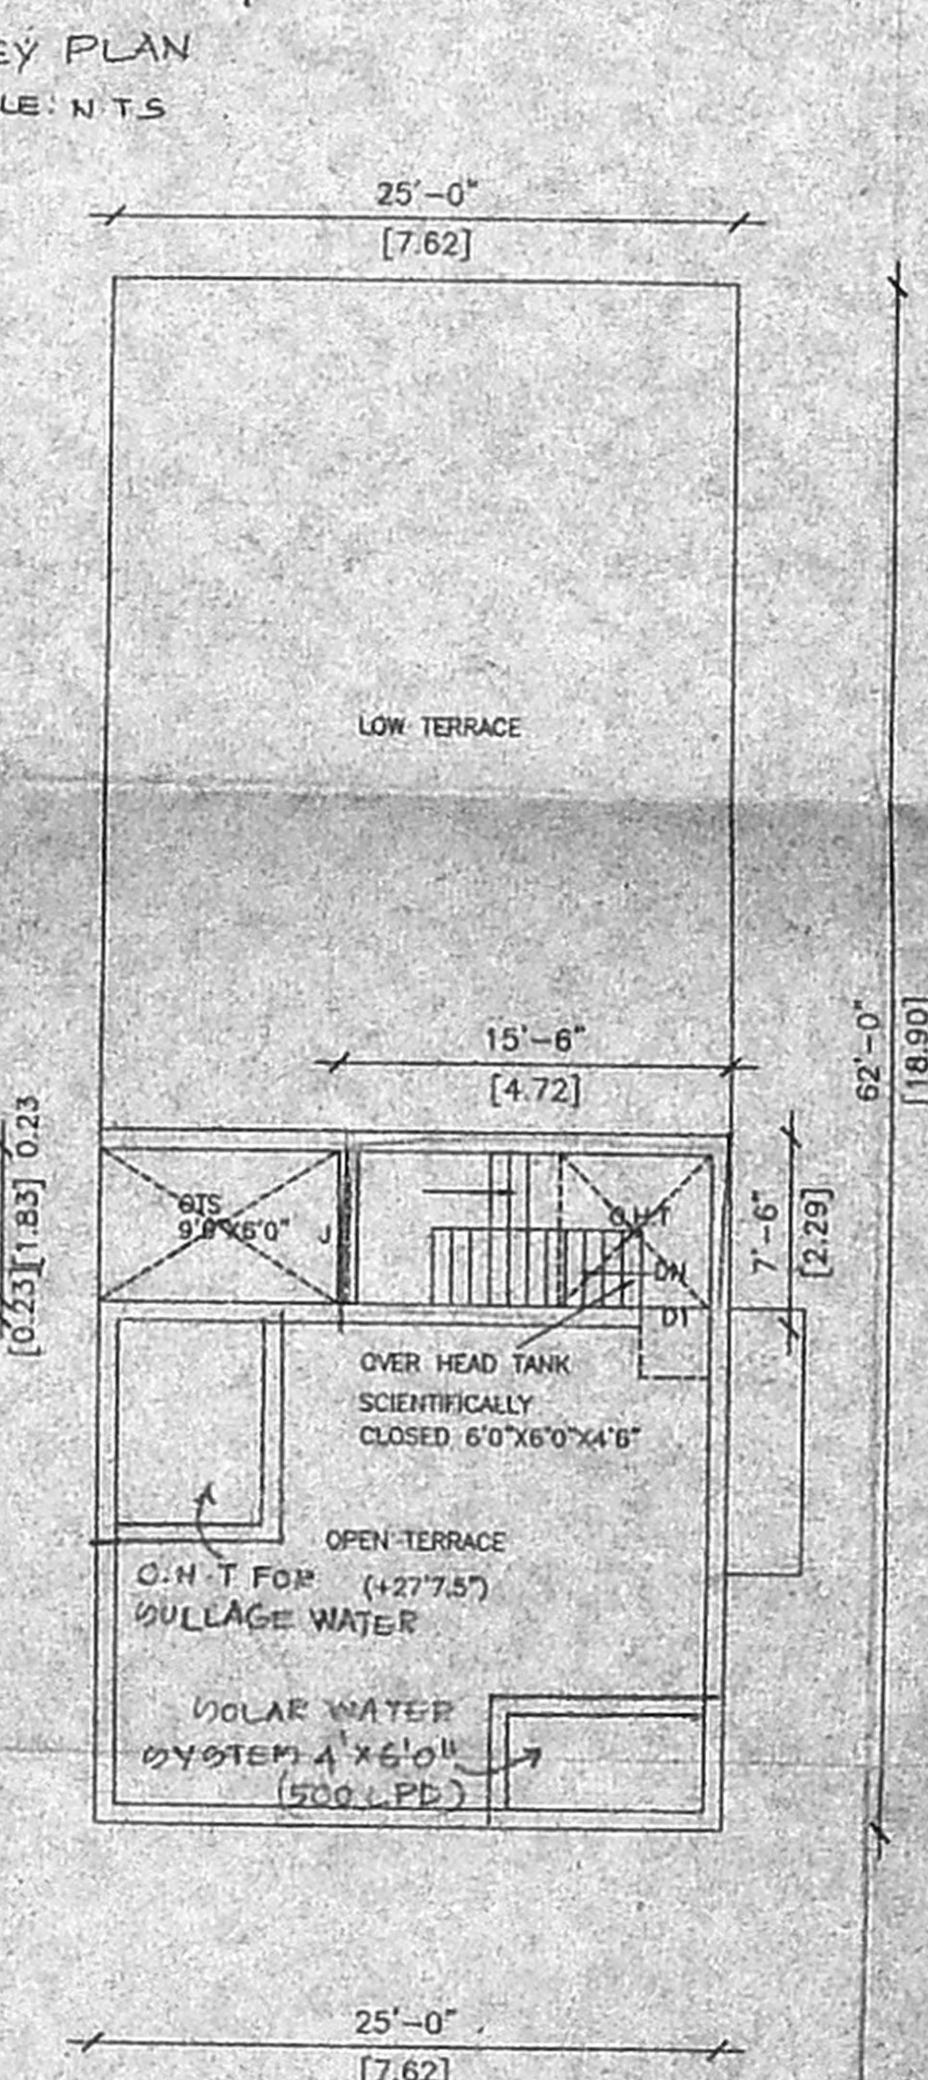 EY PLAN
LE: N.T.S
25'-0"
[7.62]
LOW TERRACE
15'-6"
[4.72]
62'-0"
[18.90]
0.23
[1.83]
[0.23]
OTS
9'0"X6'0"
J
O.H.T
DN
D1
7'-6"
[2.29]
OVER HEAD TANK
SCIENTIFICALLY
CLOSED 6'0"X6'0"X4'6"
OPEN TERRACE
(+27'7.5")
O.H.T FOR
SULLAGE WATER
SOLAR WATER
SYSTEM 4'X6'0"
(500 LPD)
25'-0"
[7.62]